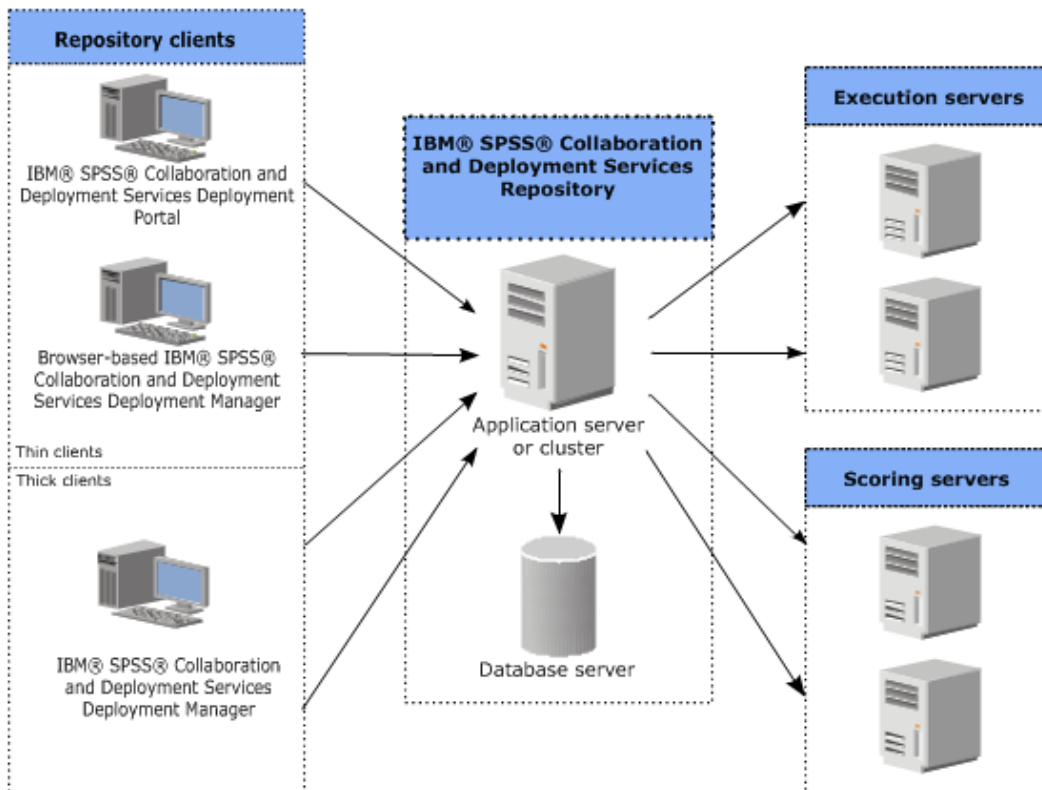 Repository clients
IBM® SPSS® Collaboration and
Deployment Services Deployment
Portal
Browser-based IBM® SPSS®
Collaboration and Deployment
Services Deployment Manager
Thin clients
Thick clients
IBM® SPSS® Collaboration
and Deployment Services
Deployment Manager
IBM® SPSS® Collaboration
and Deployment Services
Repository
Application server
or cluster
Database server
Execution servers
Scoring servers